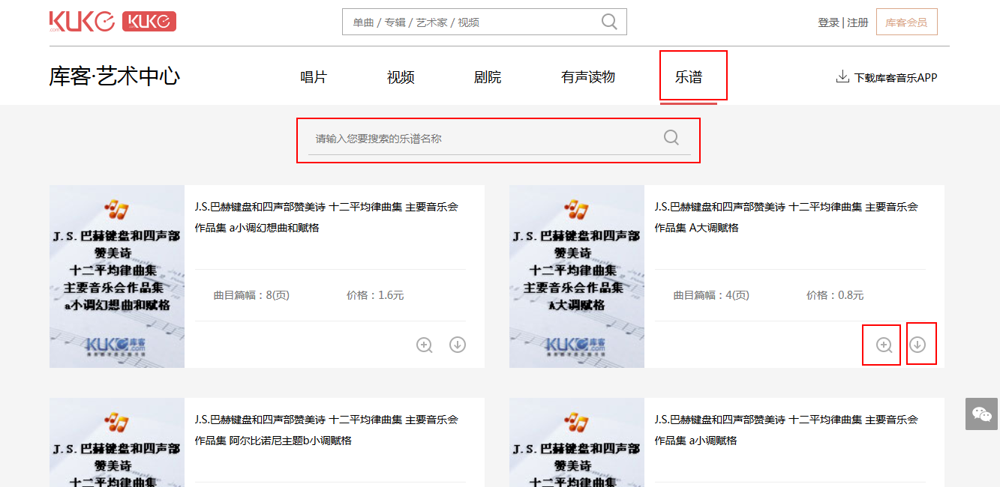 KUKE
.com
KUKE
单曲 / 专辑 / 艺术家 / 视频
登录 | 注册
库客会员
库客·艺术中心
唱片
视频
剧院
有声读物
乐谱
下载库客音乐APP
请输入您要搜索的乐谱名称
J.S.巴赫键盘和四声部
赞美诗
十二平均律曲集
主要音乐会作品集
a小调幻想曲和赋格
KUKE库客
.com
J.S.巴赫键盘和四声部赞美诗 十二平均律曲集 主要音乐会
作品集 a小调幻想曲和赋格
曲目篇幅：8(页)
价格：1.6元
J.S.巴赫键盘和四声部
赞美诗
十二平均律曲集
主要音乐会作品集
A大调赋格
KUKE库客
.com
J.S.巴赫键盘和四声部赞美诗 十二平均律曲集 主要音乐会
作品集 A大调赋格
曲目篇幅：4(页)
价格：0.8元
J.S.巴赫键盘和四声部
赞美诗
十二平均律曲集
J.S.巴赫键盘和四声部赞美诗 十二平均律曲集 主要音乐会
作品集 阿尔比诺尼主题b小调赋格
J.S.巴赫键盘和四声部
赞美诗
十二平均律曲集
J.S.巴赫键盘和四声部赞美诗 十二平均律曲集 主要音乐会
作品集 a小调赋格